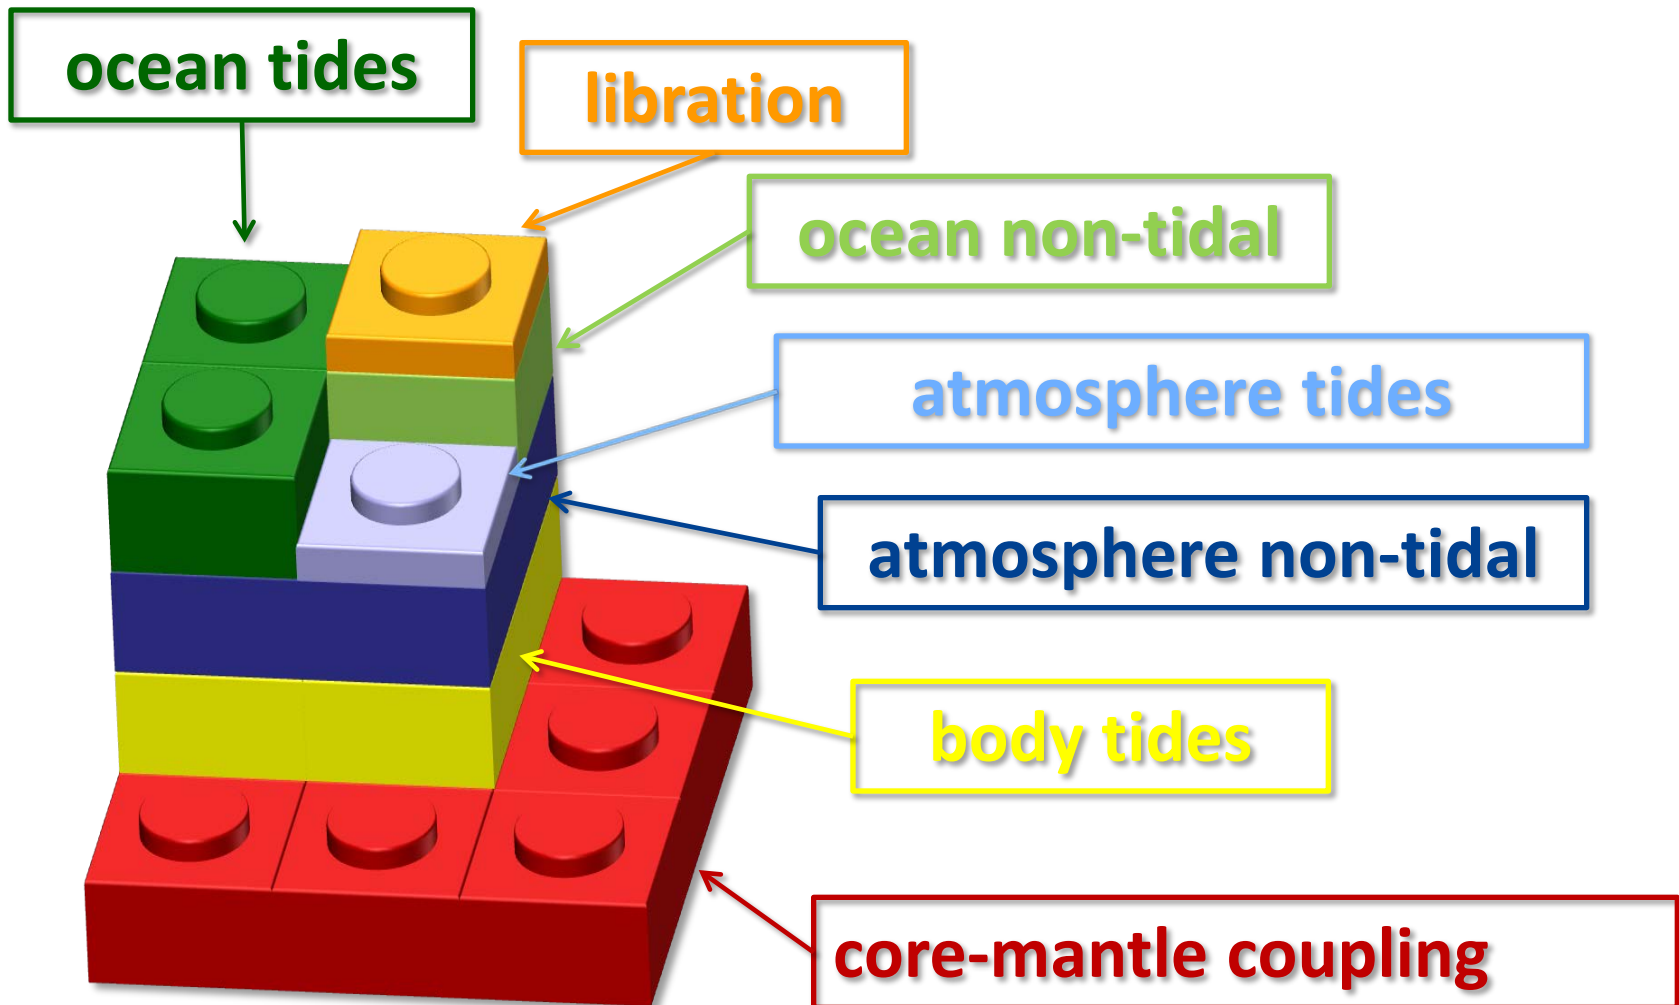 ocean tides
libration
ocean non-tidal
atmosphere tides
atmosphere non-tidal
body tides
core-mantle coupling